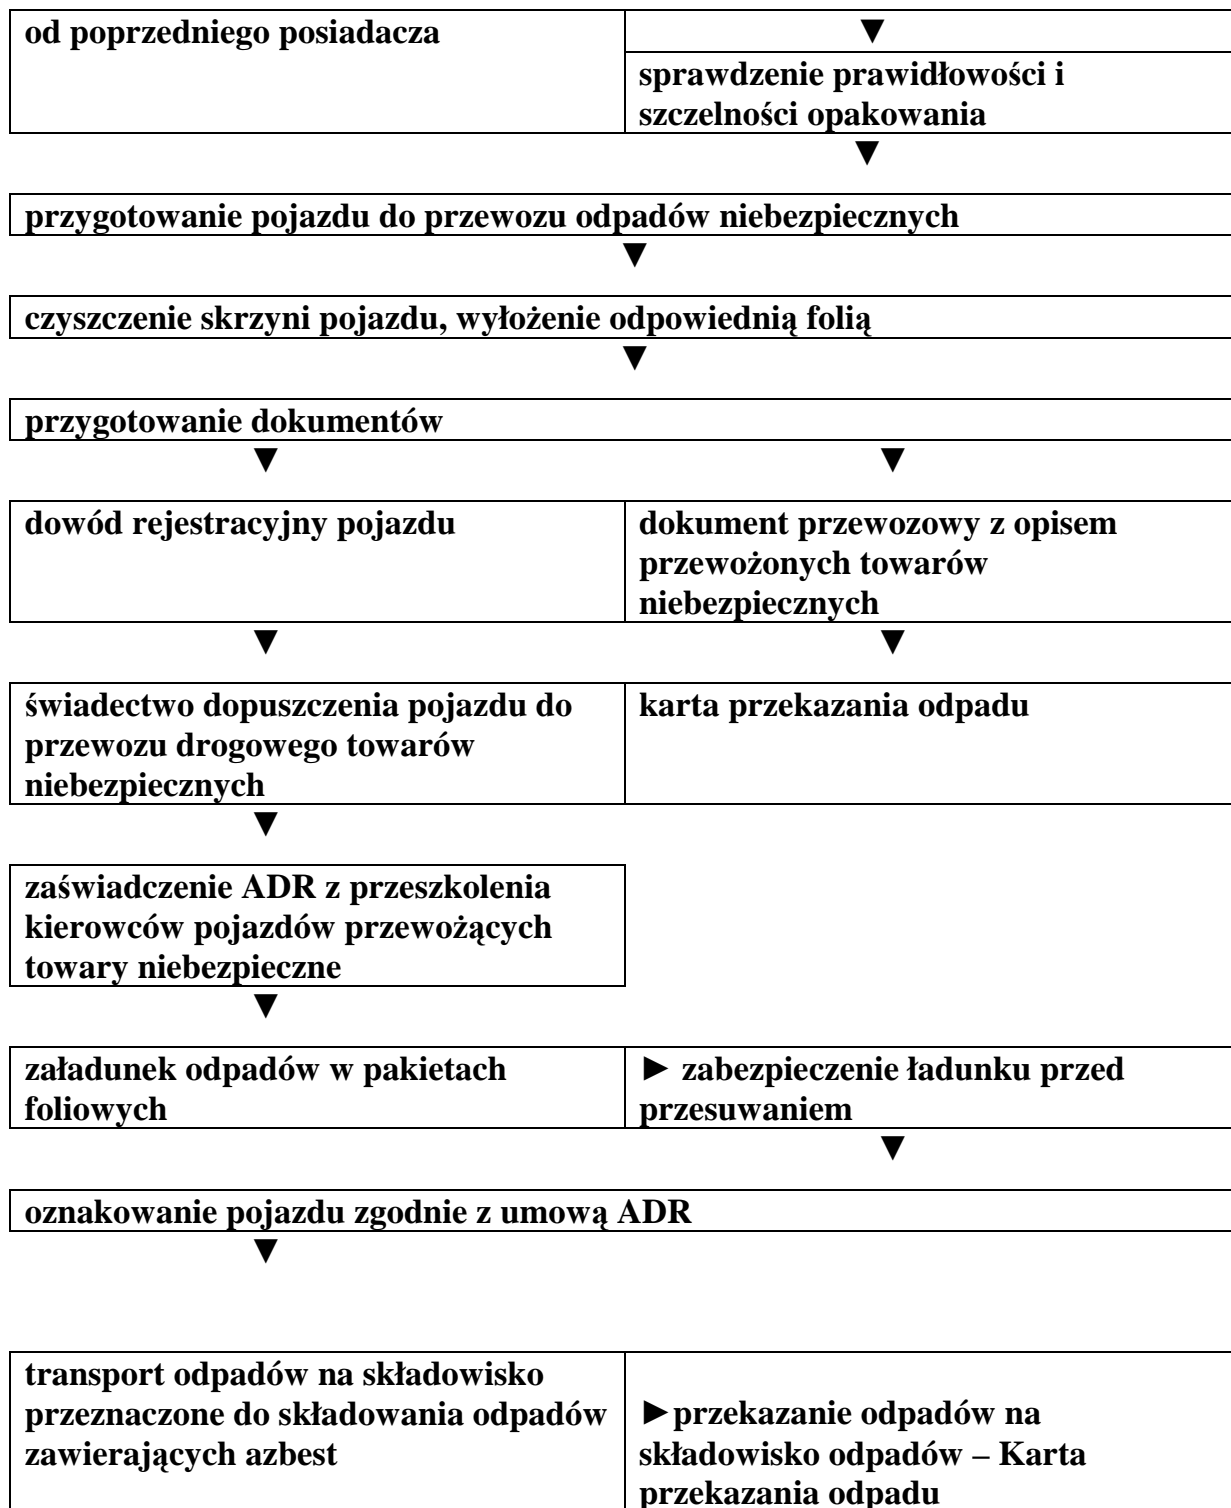 od poprzedniego posiadacza
▼
sprawdzenie prawidłowości i
szczelności opakowania
▼
przygotowanie pojazdu do przewozu odpadów niebezpiecznych
▼
czyszczenie skrzyni pojazdu, wyłożenie odpowiednią folią
▼
przygotowanie dokumentów
▼ ▼
dowód rejestracyjny pojazdu
dokument przewozowy z opisem
przewożonych towarów
niebezpiecznych
▼ ▼
świadectwo dopuszczenia pojazdu do
przewozu drogowego towarów
niebezpiecznych
karta przekazania odpadu
▼
zaświadczenie ADR z przeszkolenia
kierowców pojazdów przewożących
towary niebezpieczne
▼
załadunek odpadów w pakietach
foliowych
► zabezpieczenie ładunku przed
przesuwaniem
▼
oznakowanie pojazdu zgodnie z umową ADR
▼
transport odpadów na składowisko
przeznaczone do składowania odpadów
zawierających azbest
►przekazanie odpadów na
składowisko odpadów – Karta
przekazania odpadu